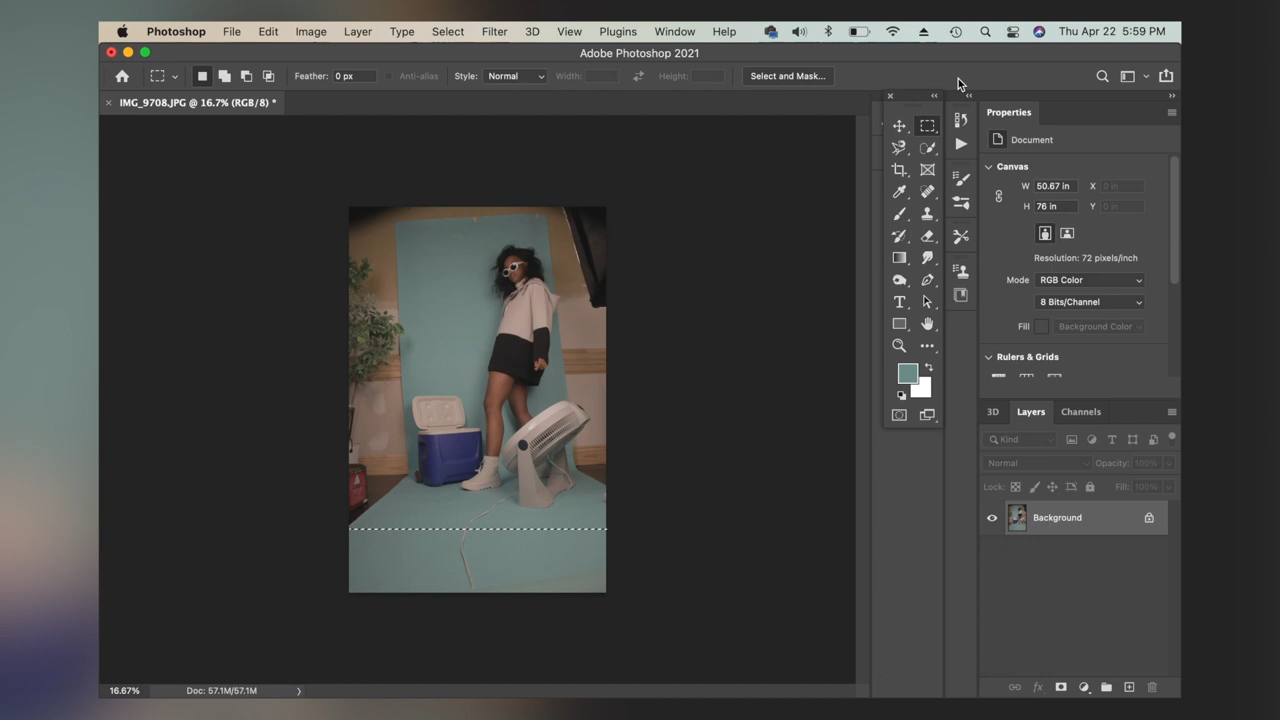 Photoshop File Edit Image Layer Type Select Filter 3D View Plugins Window Help Thu Apr 22 5:59 PM
Adobe Photoshop 2021
Feather: 0 px Anti-alias Style: Normal Width: Height: Select and Mask...
IMG_9708.JPG @ 16.7% (RGB/8) *
Properties
Document
Canvas
W 50.67 in X 0 in
H 76 in Y 0 in
Resolution: 72 pixels/inch
Mode RGB Color
8 Bits/Channel
Fill Background Color
Rulers & Grids
3D Layers Channels
Kind
Normal Opacity: 100%
Lock: Fill: 100%
Background
16.67% Doc: 57.1M/57.1M